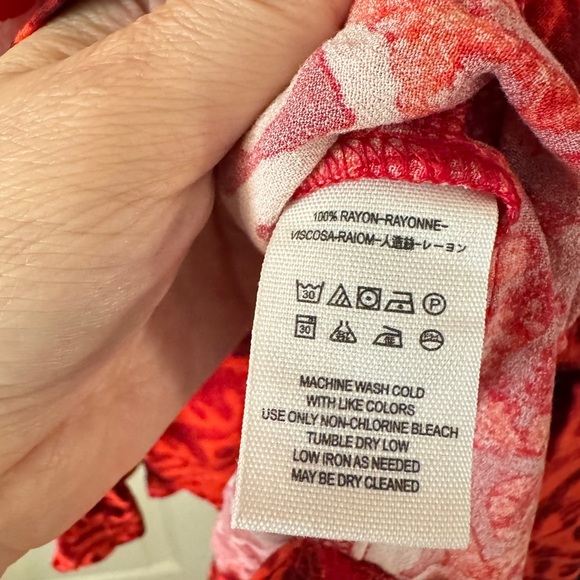 100% RAYON-RAYONNE-
VISCOSA-RAIOM-人造絲-レーヨン
30 P
30
MACHINE WASH COLD
WITH LIKE COLORS
USE ONLY NON-CHLORINE BLEACH
TUMBLE DRY LOW
LOW IRON AS NEEDED
MAY BE DRY CLEANED